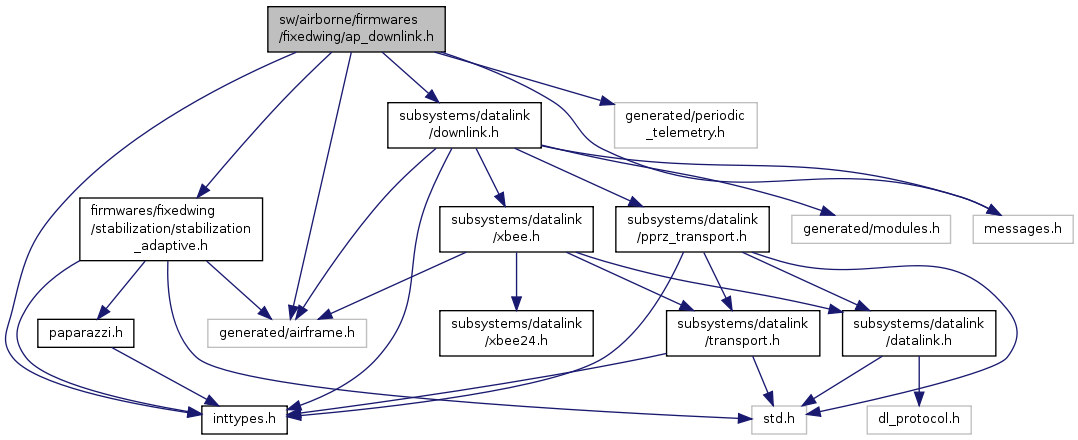 sw/airborne/firmwares
/fixedwing/ap_downlink.h
subsystems/datalink
/downlink.h
generated/periodic
_telemetry.h
firmwares/fixedwing
/stabilization/stabilization
_adaptive.h
subsystems/datalink
/xbee.h
subsystems/datalink
/pprz_transport.h
generated/modules.h
messages.h
paparazzi.h
generated/airframe.h
subsystems/datalink
/xbee24.h
subsystems/datalink
/transport.h
subsystems/datalink
/datalink.h
inttypes.h
std.h
dl_protocol.h